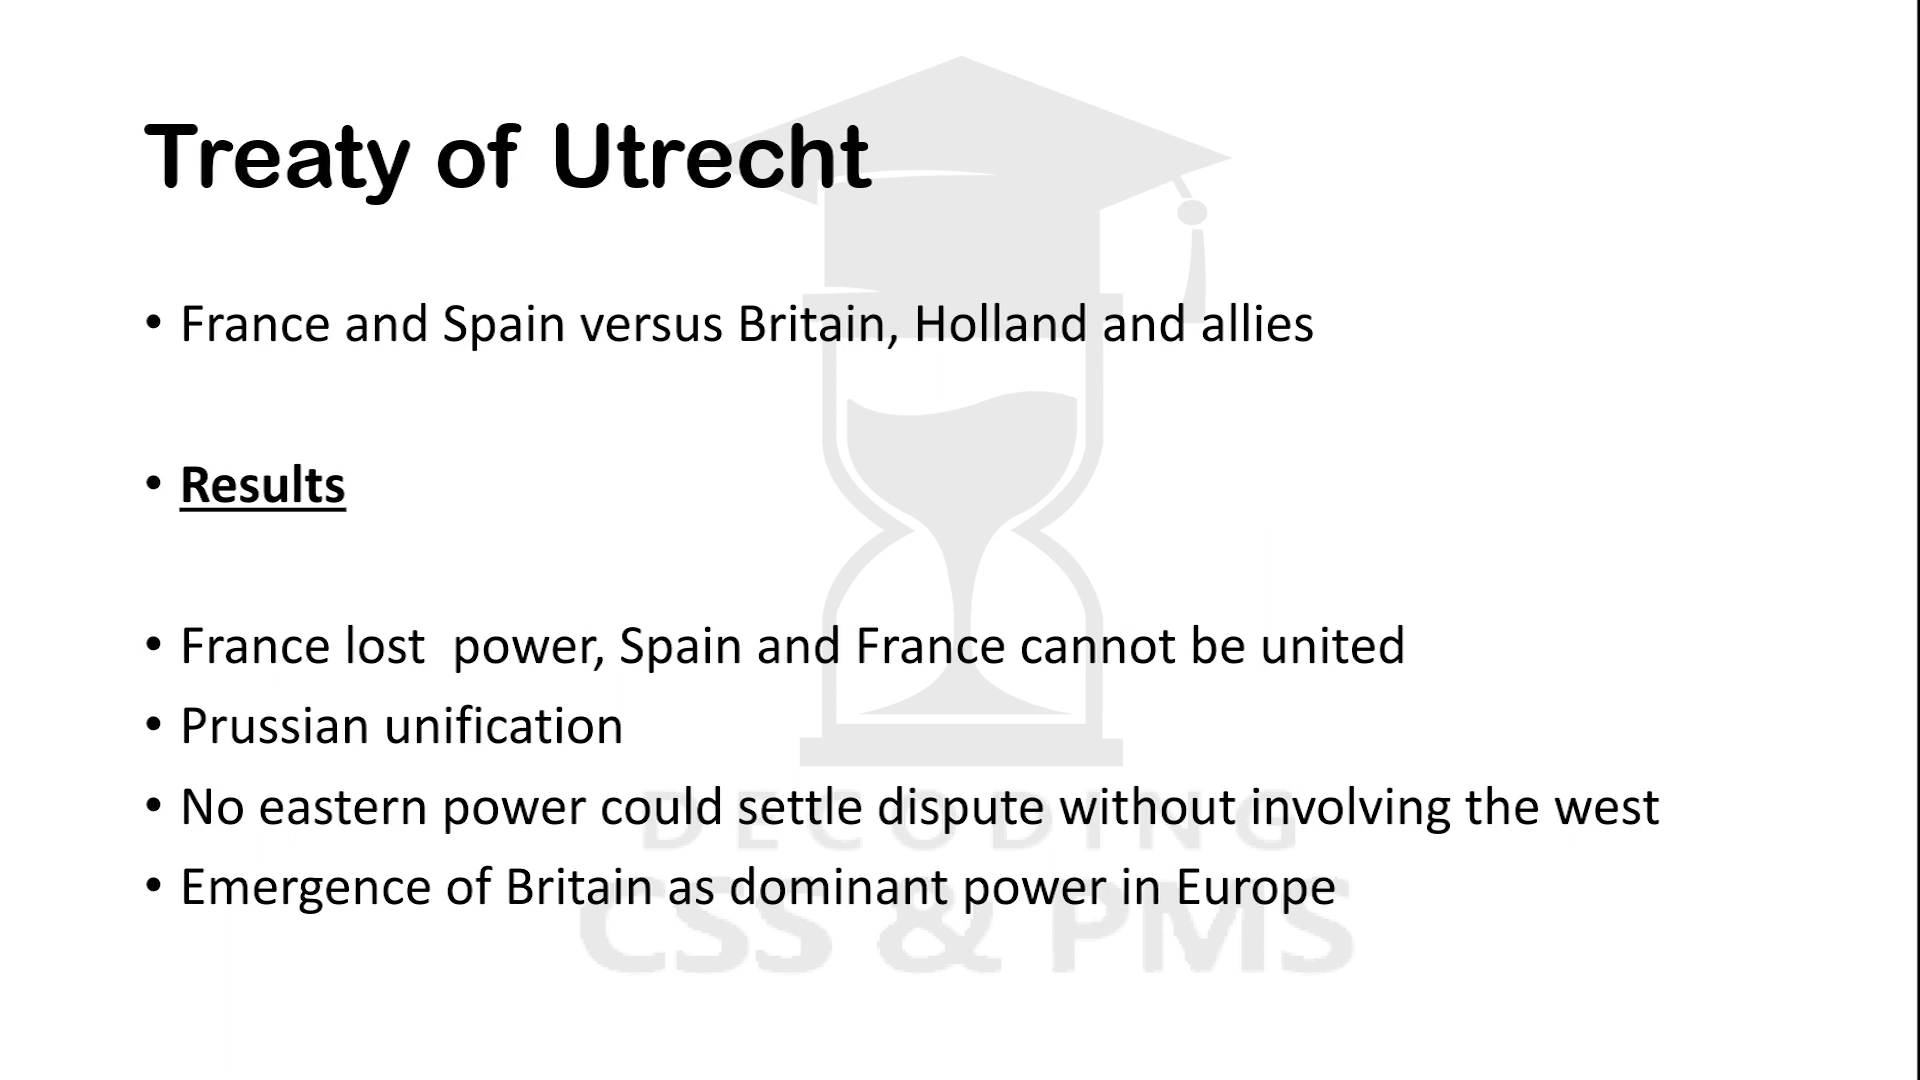 Treaty of Utrecht
• France and Spain versus Britain, Holland and allies
• Results
• France lost  power, Spain and France cannot be united
• Prussian unification
• No eastern power could settle dispute without involving the west
• Emergence of Britain as dominant power in Europe
DECODING
CSS & PMS